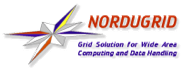 NORDUGRID
Grid Solution for Wide Area
Computing and Data Handling